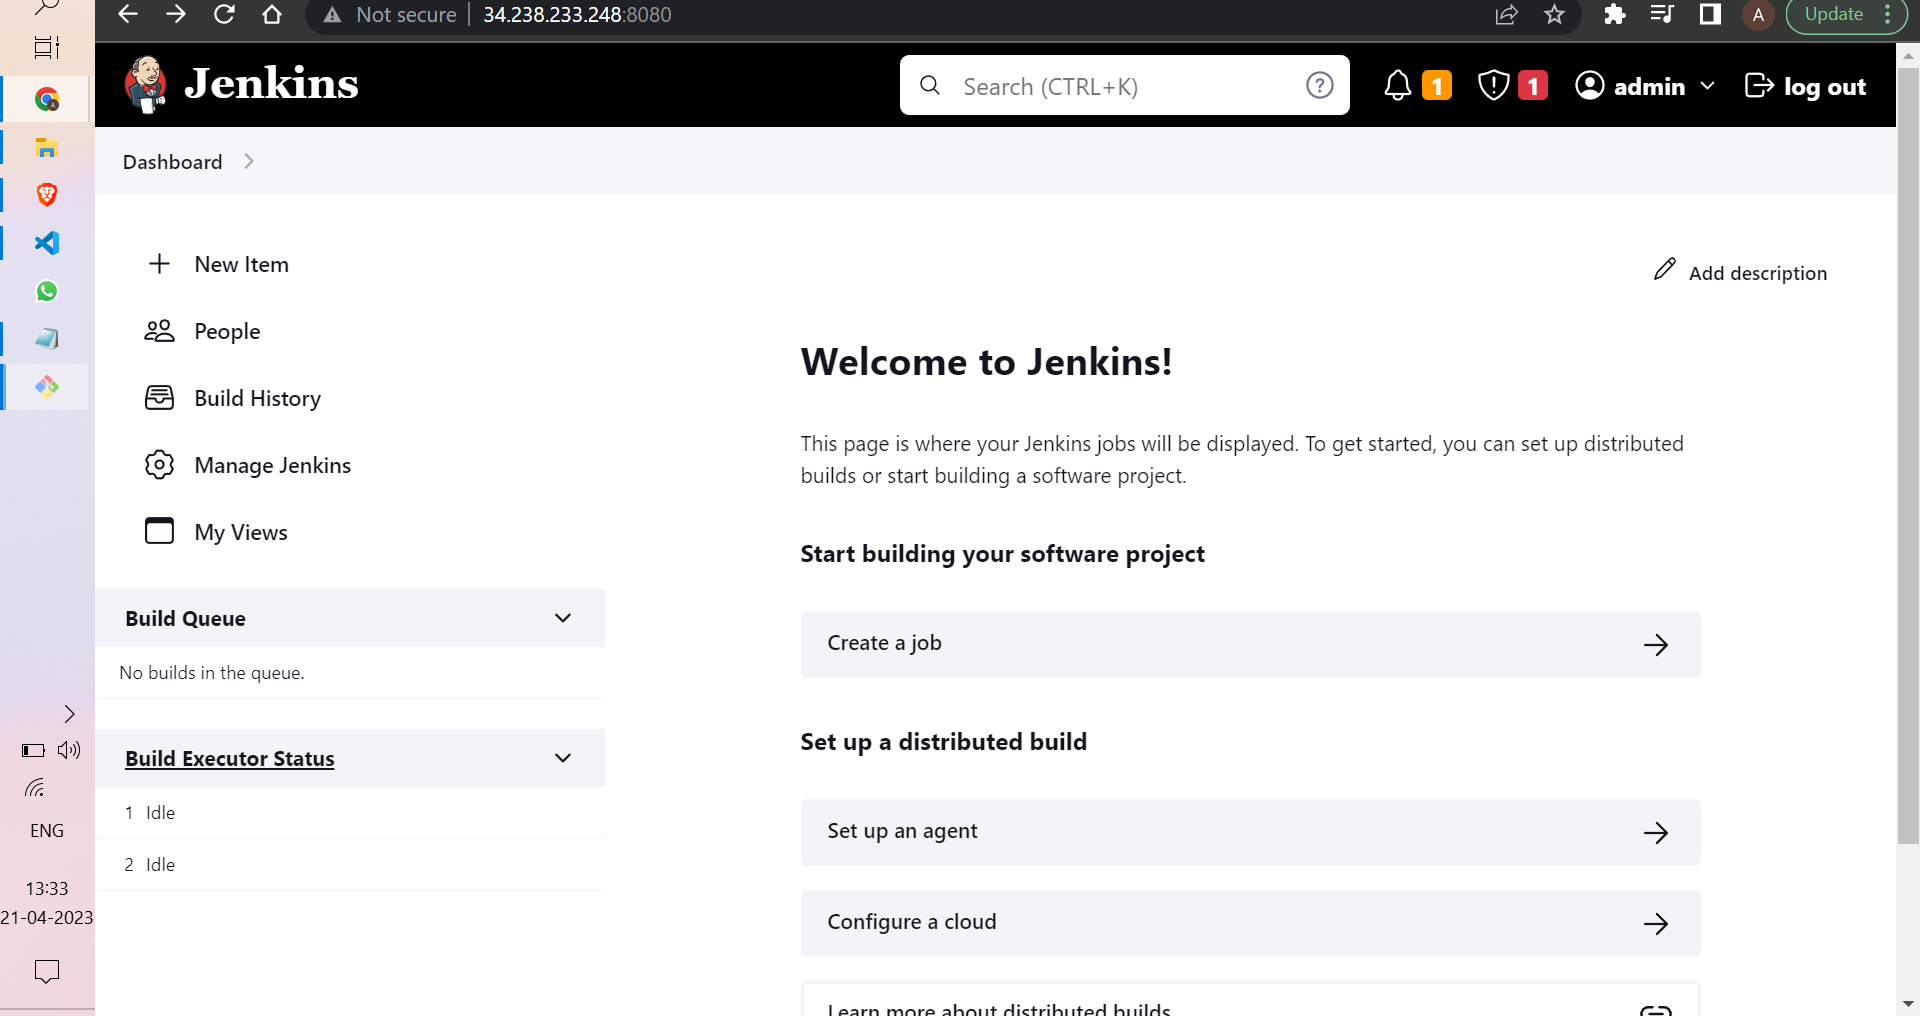 Not secure | 34.238.233.248:8080
A
Update
Jenkins
Search (CTRL+K)
?
1
1
admin
log out
Dashboard
New Item
Add description
People
Build History
Manage Jenkins
My Views
Welcome to Jenkins!
This page is where your Jenkins jobs will be displayed. To get started, you can set up distributed
builds or start building a software project.
Start building your software project
Create a job
Set up a distributed build
Set up an agent
Configure a cloud
Learn more about distributed builds
Build Queue
No builds in the queue.
Build Executor Status
1 Idle
2 Idle
ENG
13:33
21-04-2023